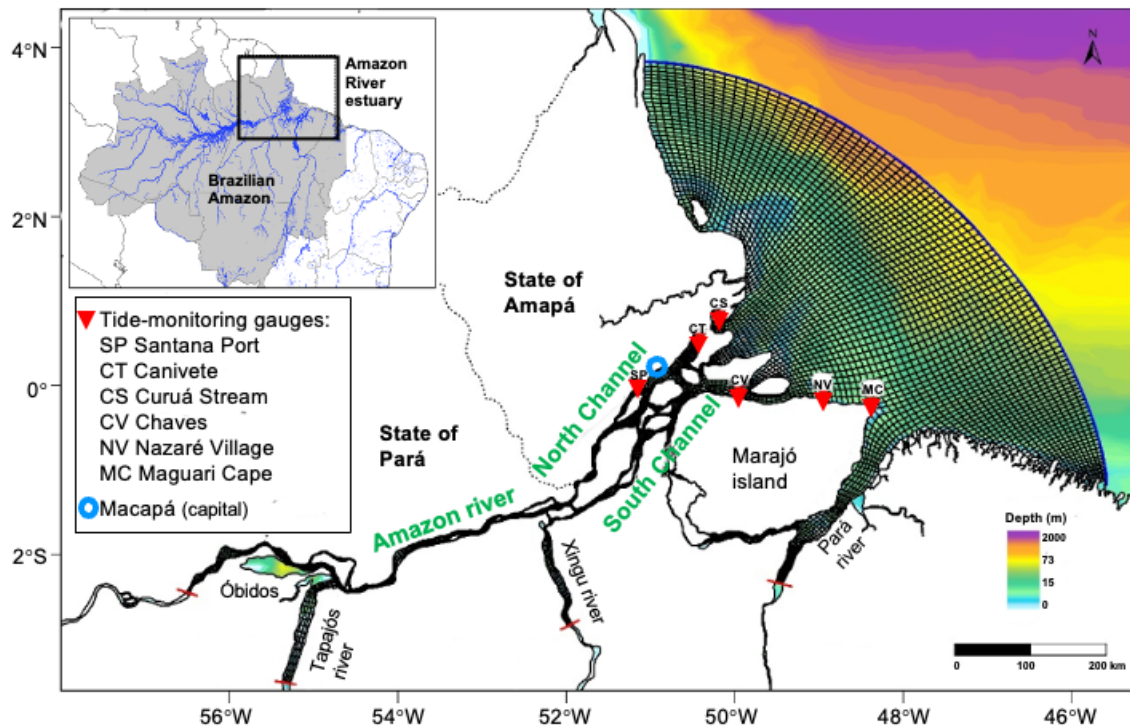 4°N
2°N
0°
2°S
Amazon
River
estuary
Brilian
Amazon
N
Tide-monitoring gauges:
SP Santana Port
CT Canivete
CS Curuá Stream
CV Chaves
NV Nazaré Village
MC Maguari Cape
Macapá (capital)
State of
Amapá
State of
Pará
CS
CT
SP
CV
NV
MC
North Channel
South Channel
Amazon river
Marajó
island
Óbidos
Tapajós
river
Xingu river
Pará
river
Depth (m)
2000
73
15
0
0
100
200 km
56°W
54°W
52°W
50°W
48°W
46°W